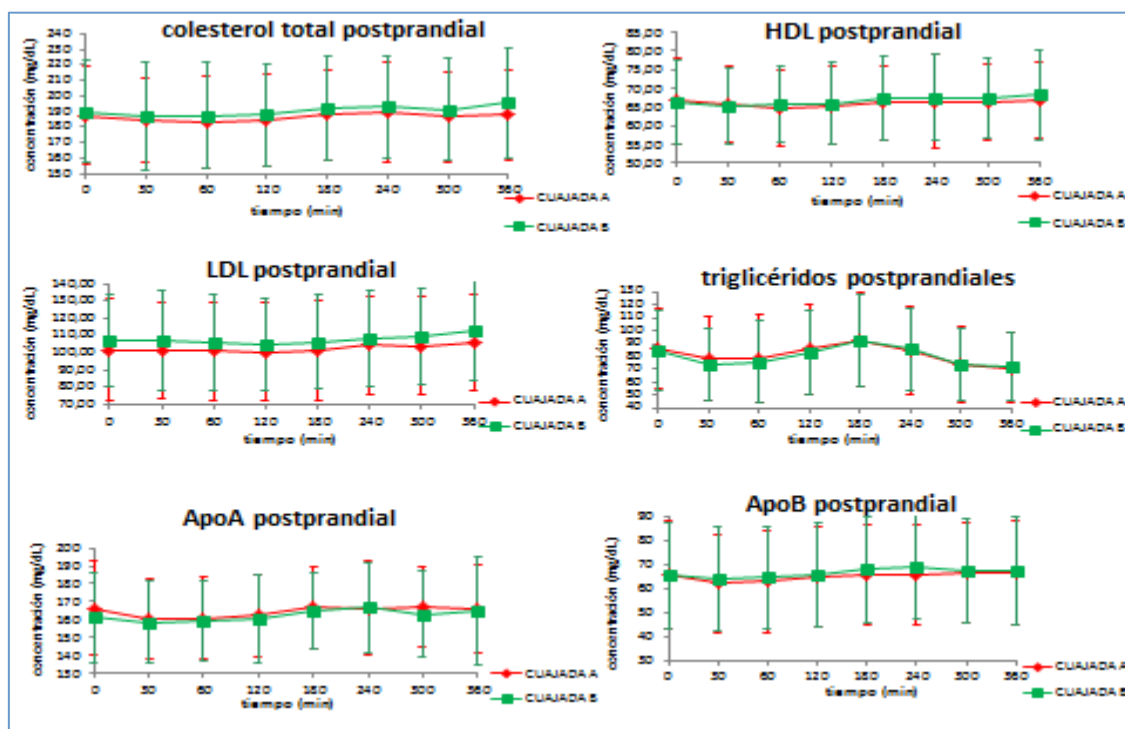 colesterol total postprandial
concentración (mg/dL)
240
230
220
210
200
190
180
170
160
150
0 30 60 120 180 240 300 360
tiempo (min)
CUAJADA A
CUAJADA B
HDL postprandial
concentración (mg/dL)
85,00
80,00
75,00
70,00
65,00
60,00
55,00
50,00
0 30 60 120 180 240 300 360
tiempo (min)
CUAJADA A
CUAJADA B
LDL postprandial
concentración (mg/dL)
140,00
130,00
120,00
110,00
100,00
90,00
80,00
70,00
0 30 60 120 180 240 300 360
tiempo (min)
CUAJADA A
CUAJADA B
triglicéridos postprandiales
concentración (mg/dL)
130
120
110
100
90
80
70
60
50
40
0 30 60 120 180 240 300 360
tiempo (min)
CUAJADA A
CUAJADA B
ApoA postprandial
concentración (mg/dL)
200
190
180
170
160
150
140
130
0 30 60 120 180 240 300 360
tiempo (min)
CUAJADA A
CUAJADA B
ApoB postprandial
concentración (mg/dL)
90
80
70
60
50
40
30
0 30 60 120 180 240 300 360
tiempo (min)
CUAJADA A
CUAJADA B